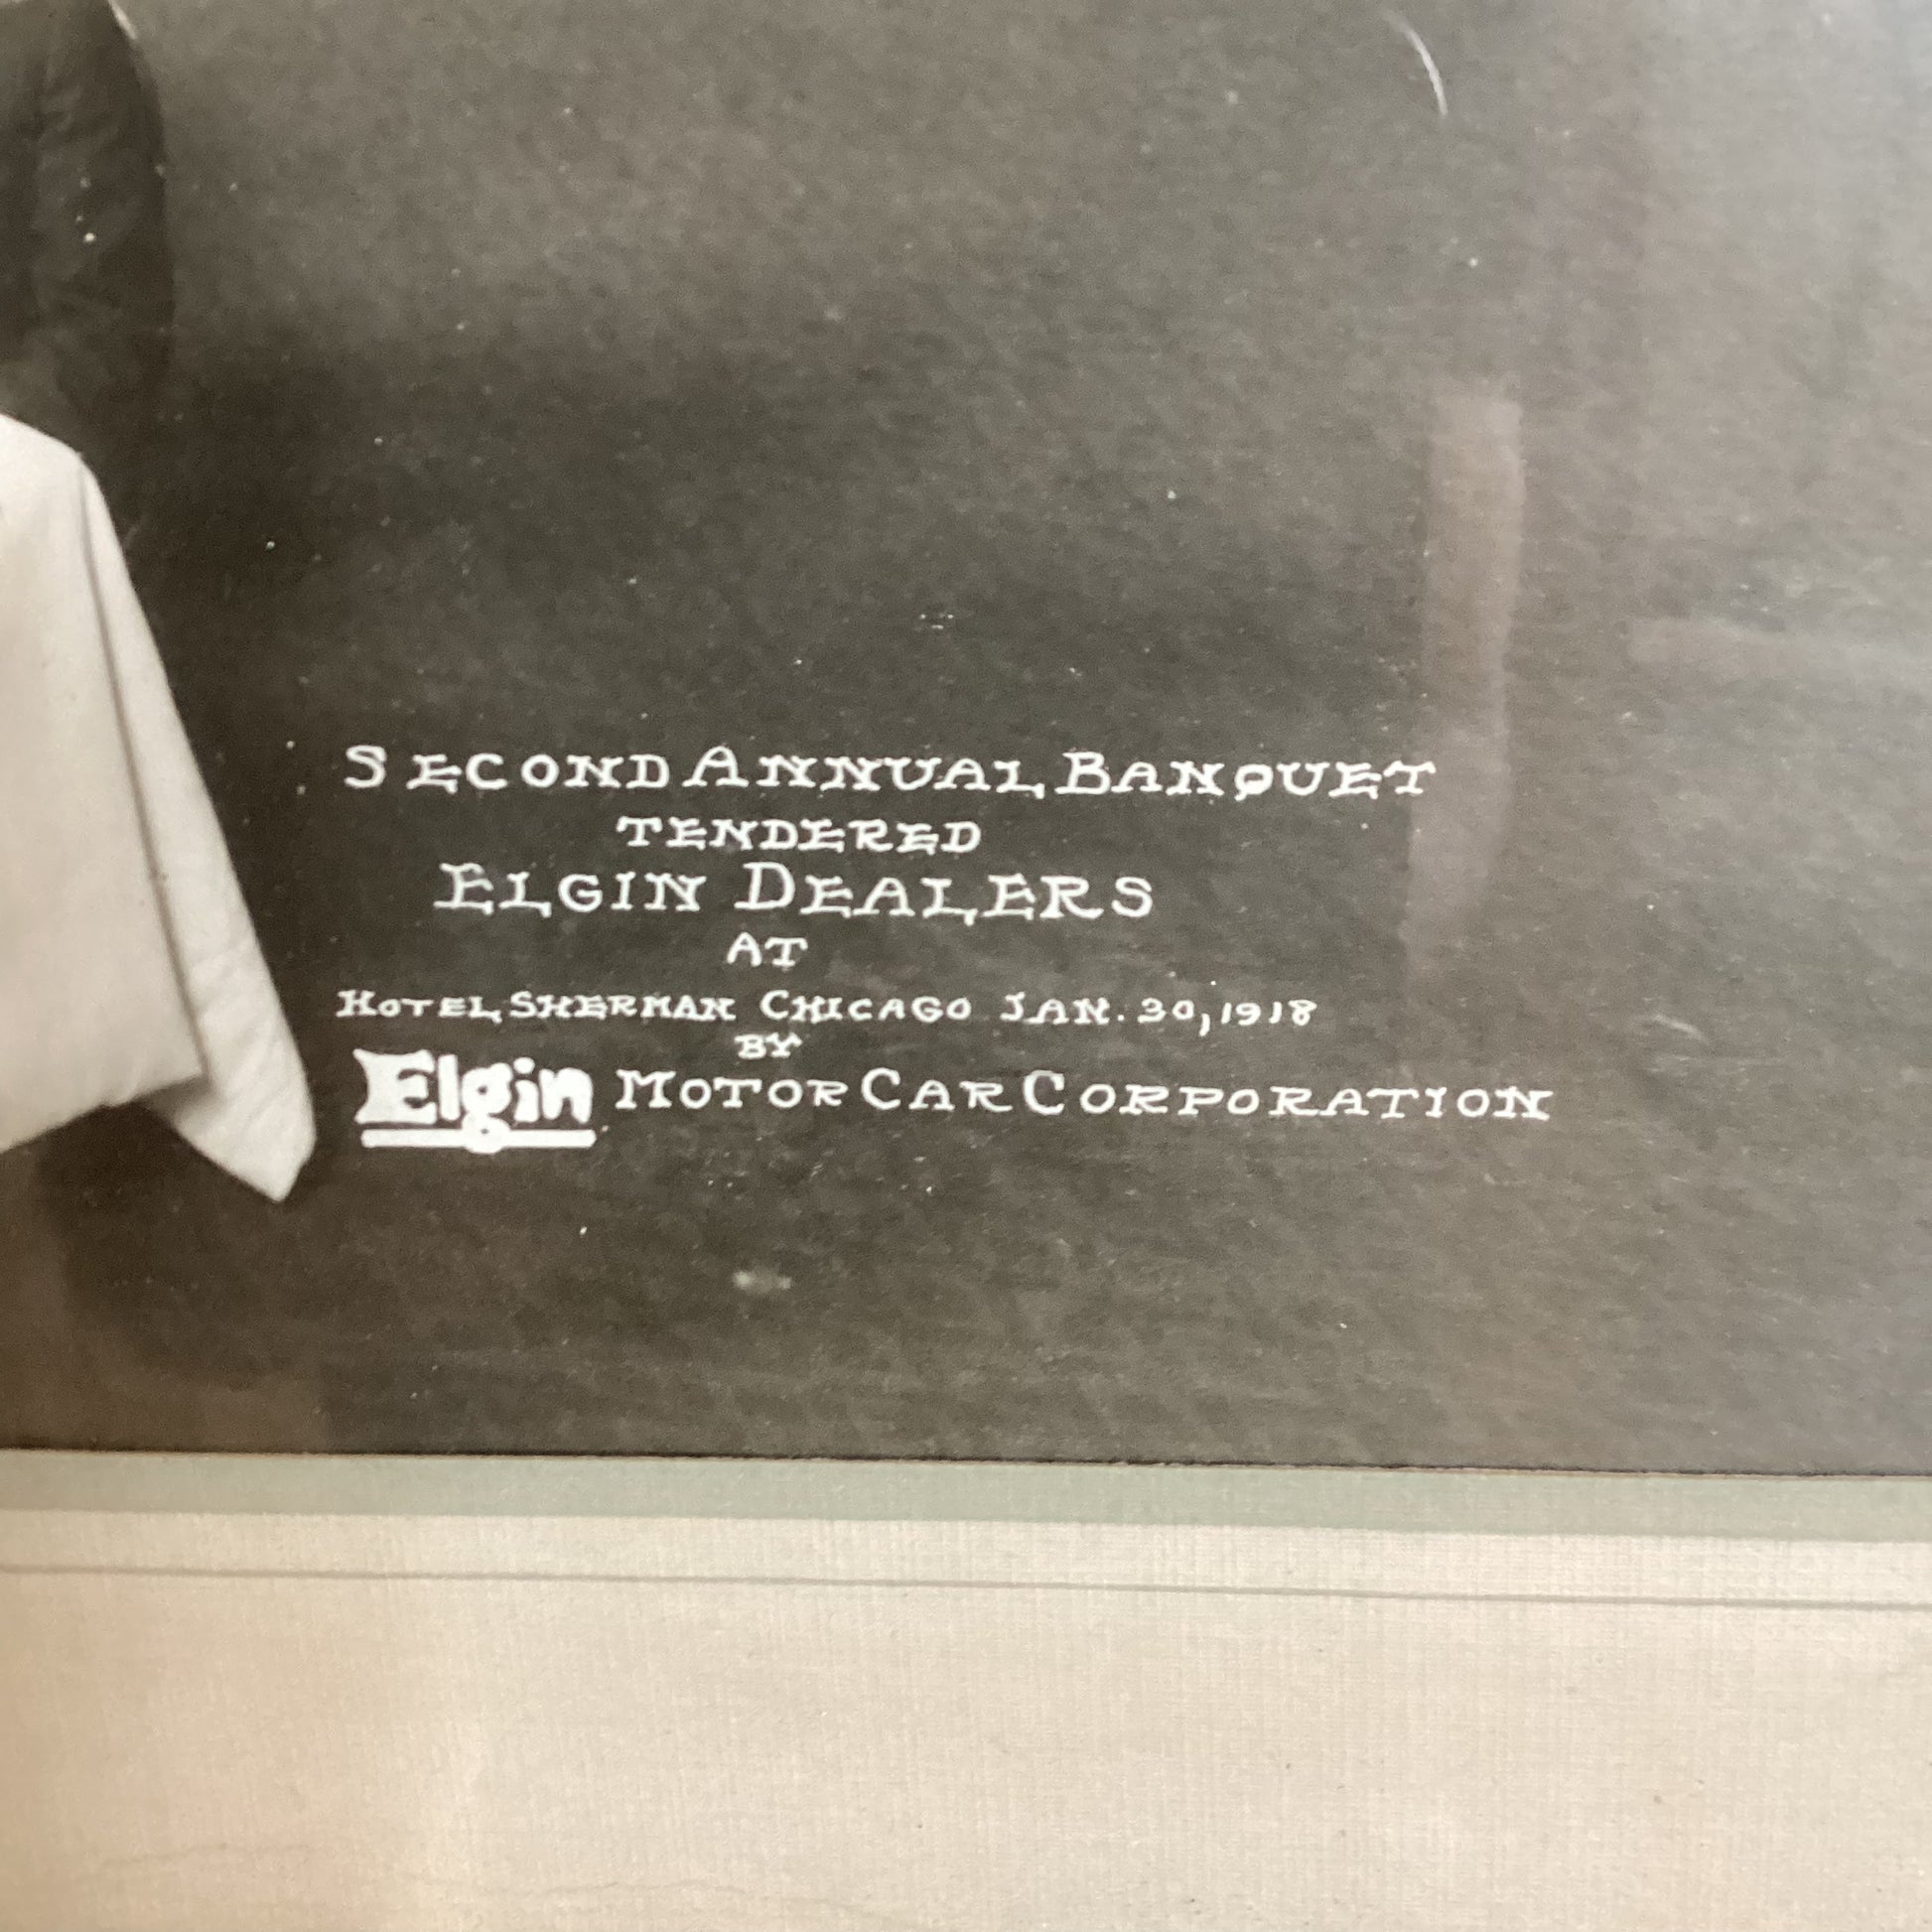 Second Annual Banquet
tendered
Elgin Dealers
at
Hotel Sherman Chicago Jan. 30, 1918
by
Elgin Motor Car Corporation